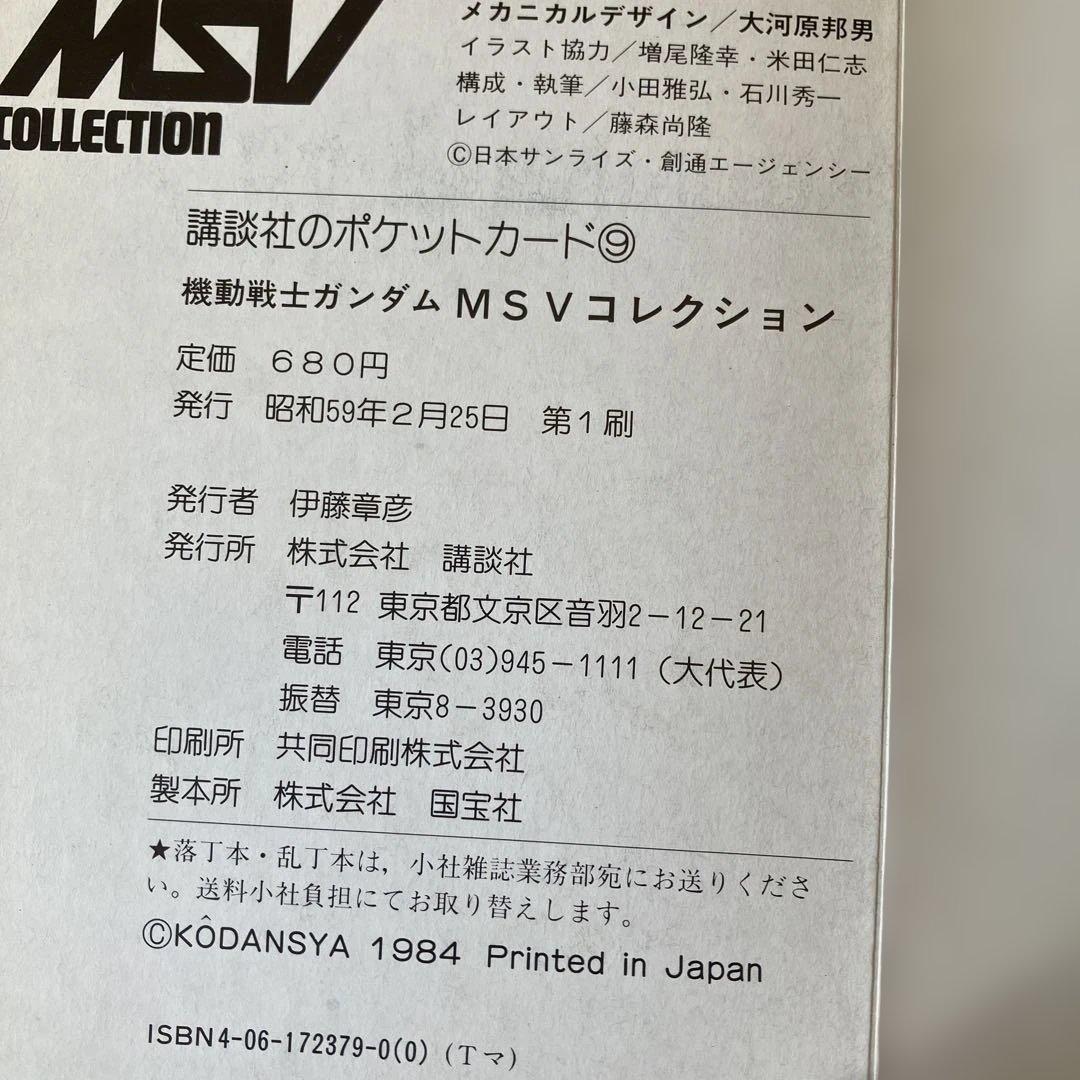 MSV
COLLECTION
メカニカルデザイン／大河原邦男
イラスト協力／増尾隆幸・米田仁志
構成・執筆／小田雅弘・石川秀一
レイアウト／藤森尚隆
Ⓒ日本サンライズ・創通エージェンシー
講談社のポケットカード⑨
機動戦士ガンダムMSVコレクション
定価 680円
発行 昭和59年2月25日 第1刷
発行者 伊藤章彦
発行所 株式会社 講談社
〒112 東京都文京区音羽2−12−21
電話 東京(03)945−1111（大代表）
振替 東京8−3930
印刷所 共同印刷株式会社
製本所 株式会社 国宝社
★落丁本・乱丁本は，小社雑誌業務部宛にお送りくださ
い。送料小社負担にてお取り替えします。
ⒸKÔDANSYA 1984 Printed in Japan
ISBN4-06-172379-0(0)（Tマ）